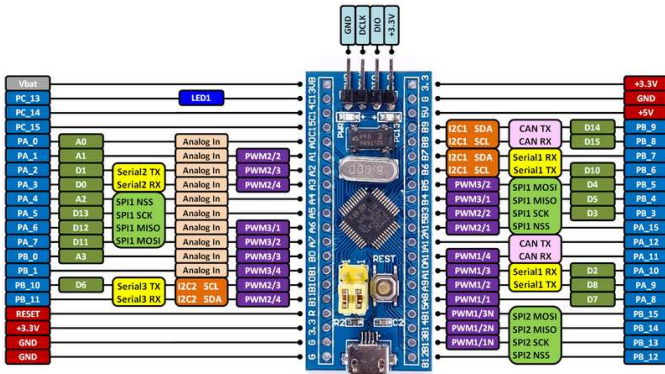 GND DCLK DIO +3.3V
Vbat
PC_13 LED1
PC_14
PC_15
PA_0 A0 Analog In
PA_1 A1 Analog In PWM2/2
PA_2 D1 Serial2 TX Analog In PWM2/3
PA_3 D0 Serial2 RX Analog In PWM2/4
PA_4 A2 SPI1 NSS Analog In
PA_5 D13 SPI1 SCK Analog In
PA_6 D12 SPI1 MISO Analog In PWM3/1
PA_7 D11 SPI1 MOSI Analog In PWM3/2
PB_0 A3 Analog In PWM3/3
PB_1 Analog In PWM3/4
PB_10 D6 Serial3 TX I2C2 SCL PWM2/3
PB_11 Serial3 RX I2C2 SDA PWM2/4
RESET
+3.3V
GND
GND
8.000
REST
+3.3V
GND
+5V
I2C1 SDA CAN TX D14 PB_9
I2C1 SCL CAN RX D15 PB_8
I2C1 SDA Serial1 RX PB_7
I2C1 SCL Serial1 TX D10 PB_6
PWM3/2 SPI1 MOSI D4 PB_5
PWM3/1 SPI1 MISO D5 PB_4
PWM2/2 SPI1 SCK D3 PB_3
PWM2/1 SPI1 NSS PA_15
CAN TX PA_12
PWM1/4 CAN RX PA_11
PWM1/3 Serial1 RX D2 PA_10
PWM1/2 Serial1 TX D8 PA_9
PWM1/1 D7 PA_8
PWM1/3N SPI2 MOSI PB_15
PWM1/2N SPI2 MISO PB_14
PWM1/1N SPI2 SCK PB_13
SPI2 NSS PB_12